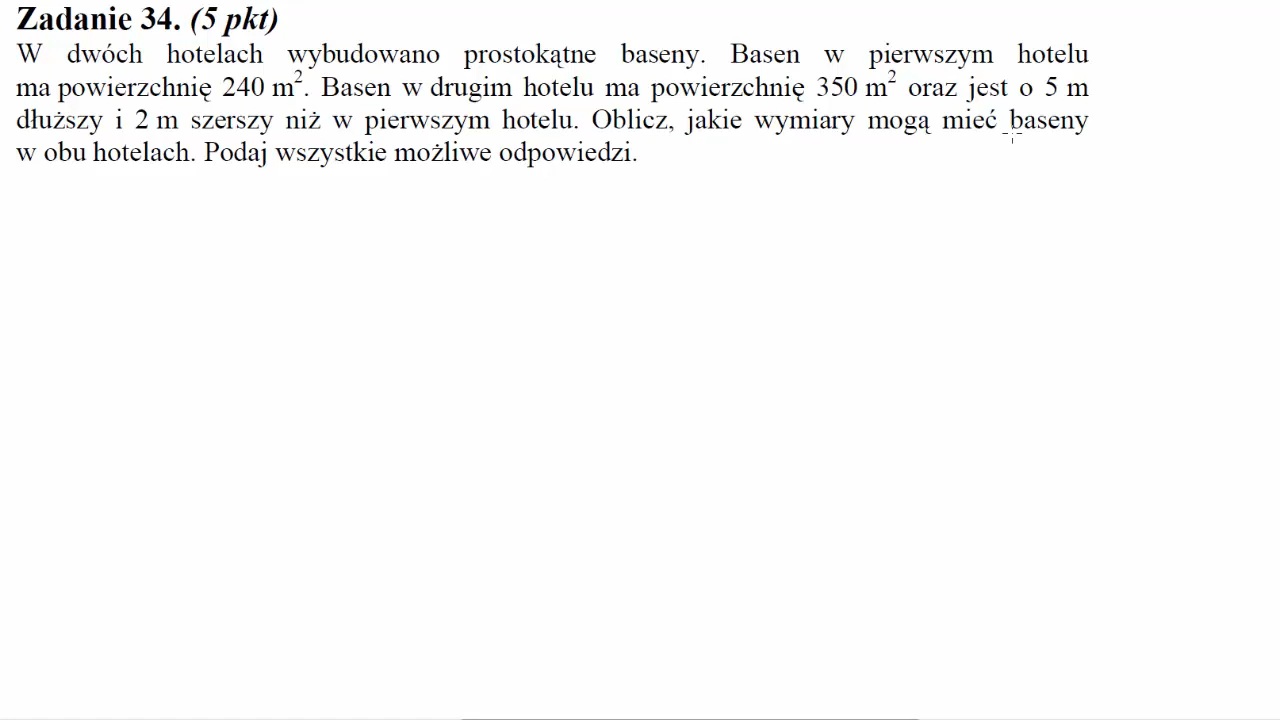 Zadanie 34. (5 pkt)
W dwóch hotelach wybudowano prostokątne baseny. Basen w pierwszym hotelu
ma powierzchnię 240 m². Basen w drugim hotelu ma powierzchnię 350 m² oraz jest o 5 m
dłuższy i 2 m szerszy niż w pierwszym hotelu. Oblicz, jakie wymiary mogą mieć baseny
w obu hotelach. Podaj wszystkie możliwe odpowiedzi.